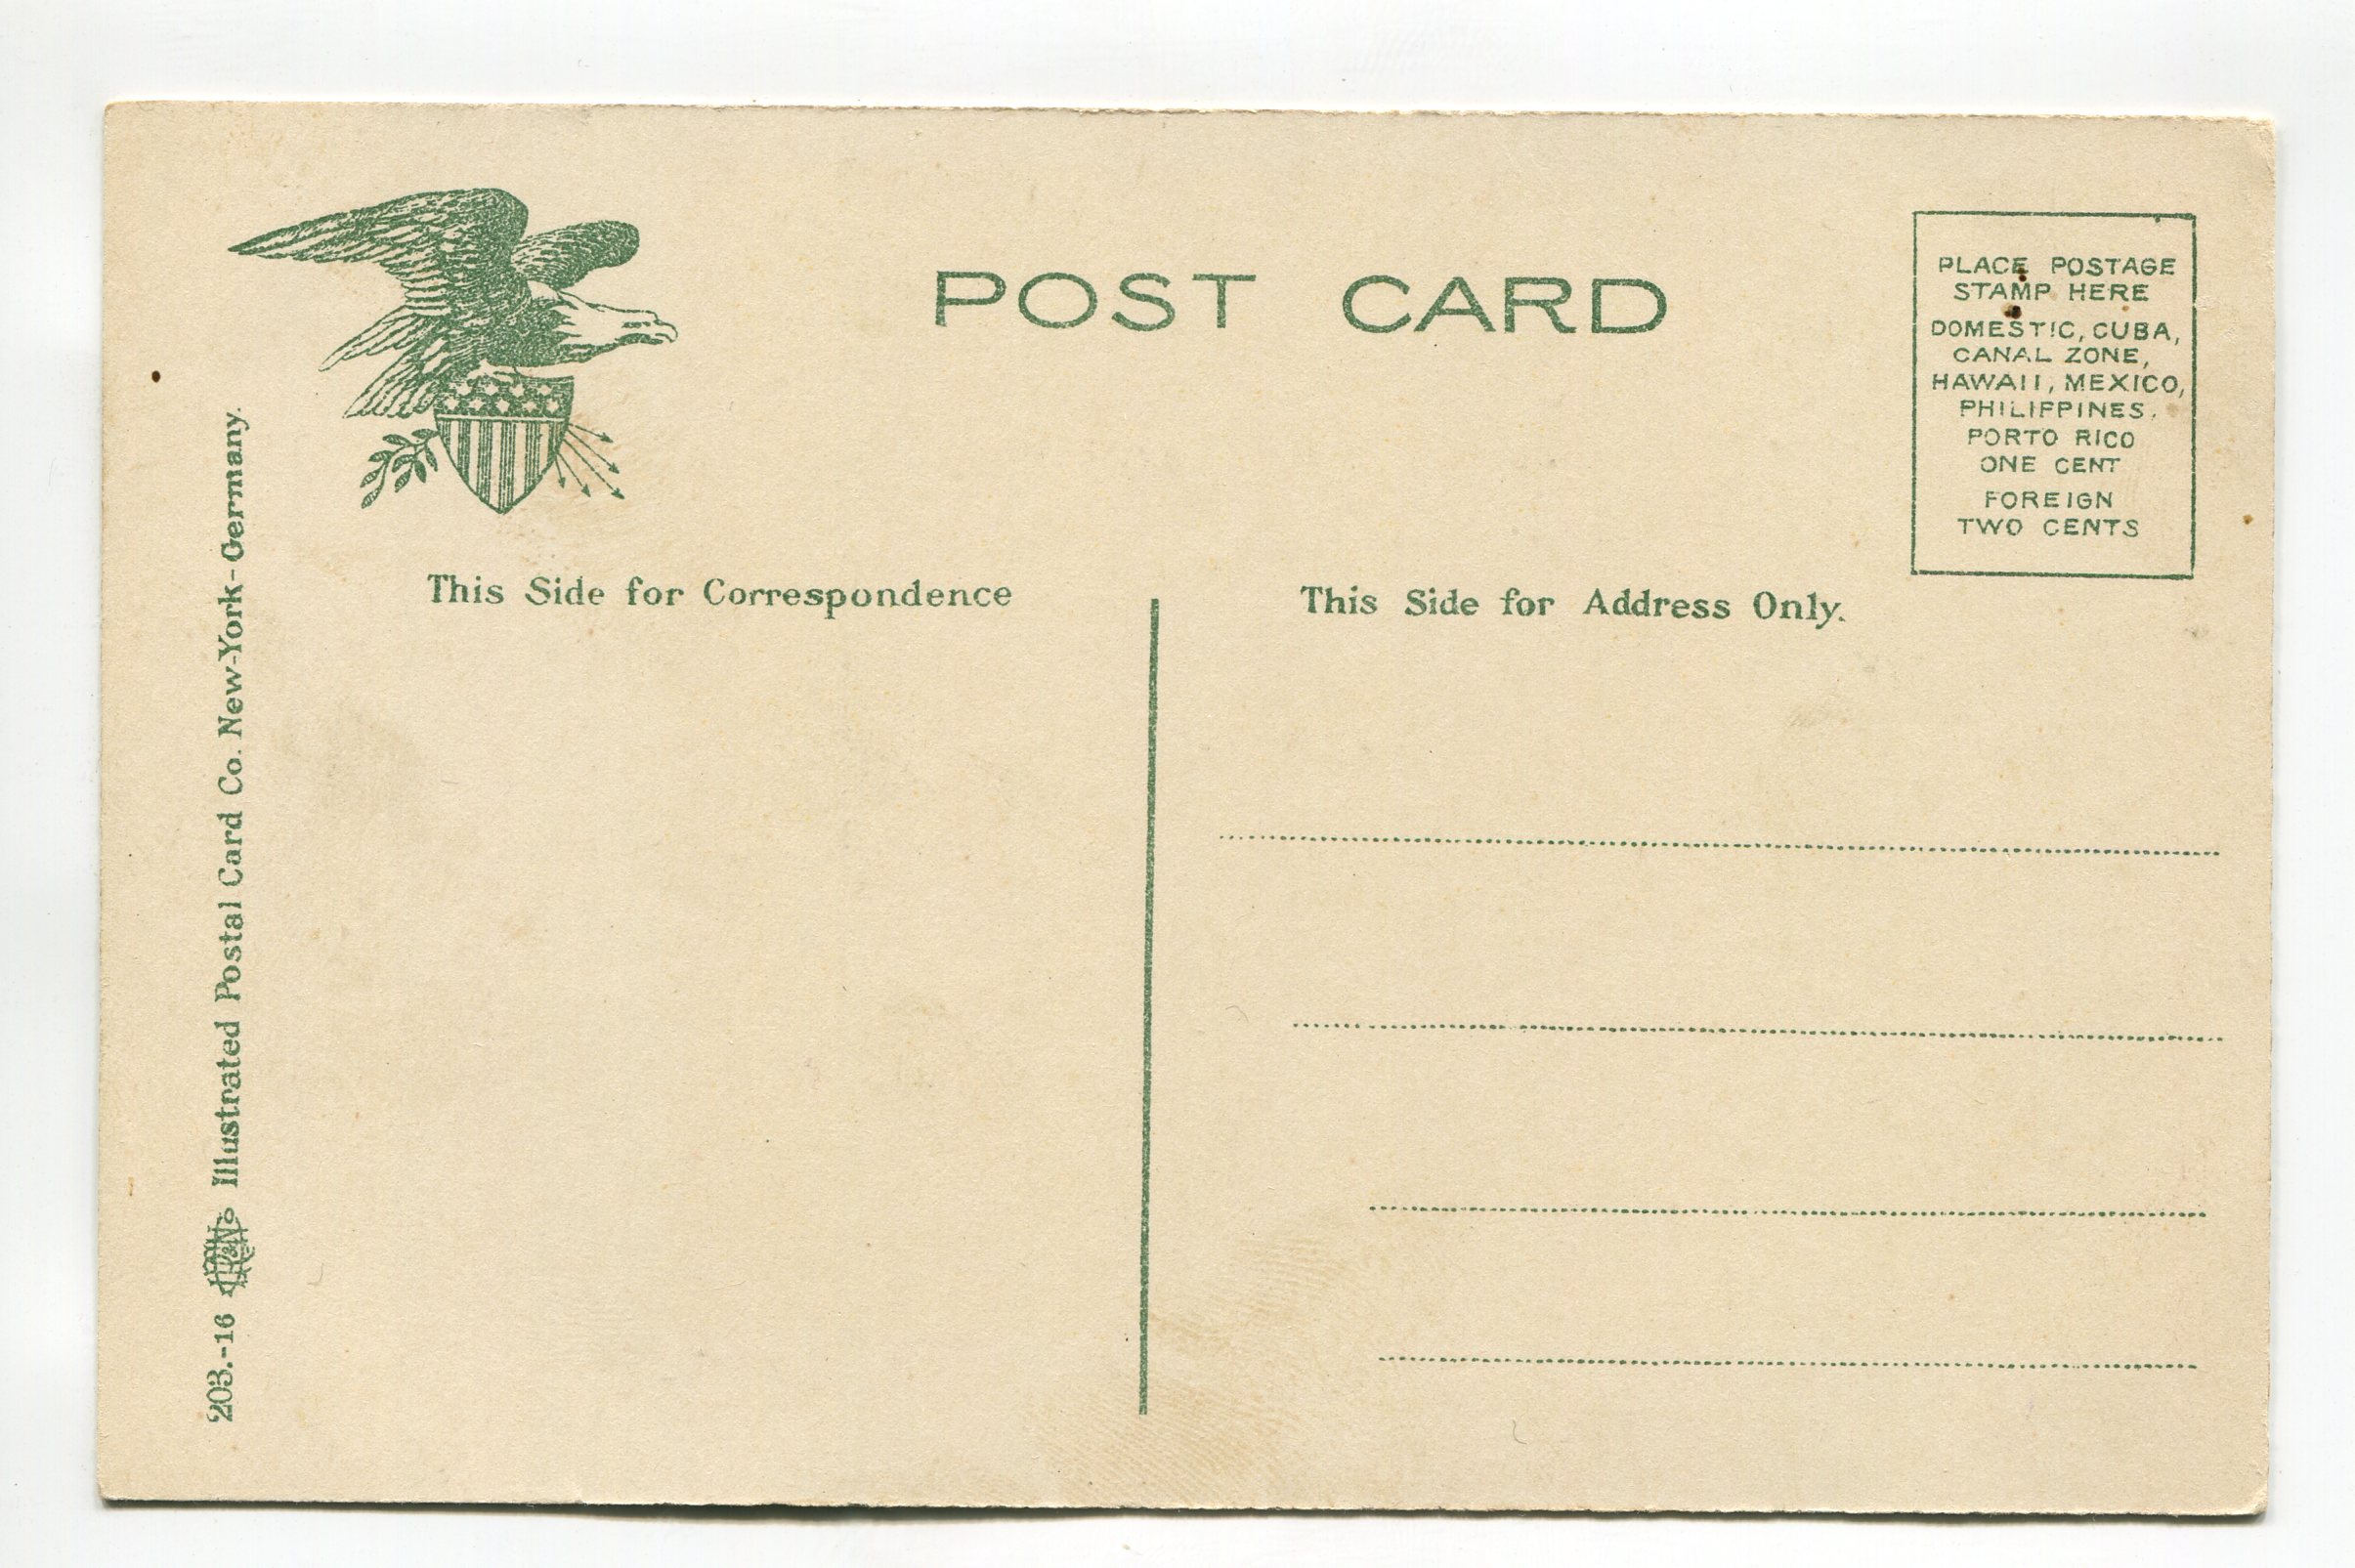 POST CARD
PLACE POSTAGE
STAMP HERE
DOMESTIC, CUBA,
CANAL ZONE,
HAWAII, MEXICO,
PHILIPPINES,
PORTO RICO
ONE CENT
FOREIGN
TWO CENTS
This Side for Correspondence
This Side for Address Only.
203.-16
Illustrated Postal Card Co. New-York-Germany.